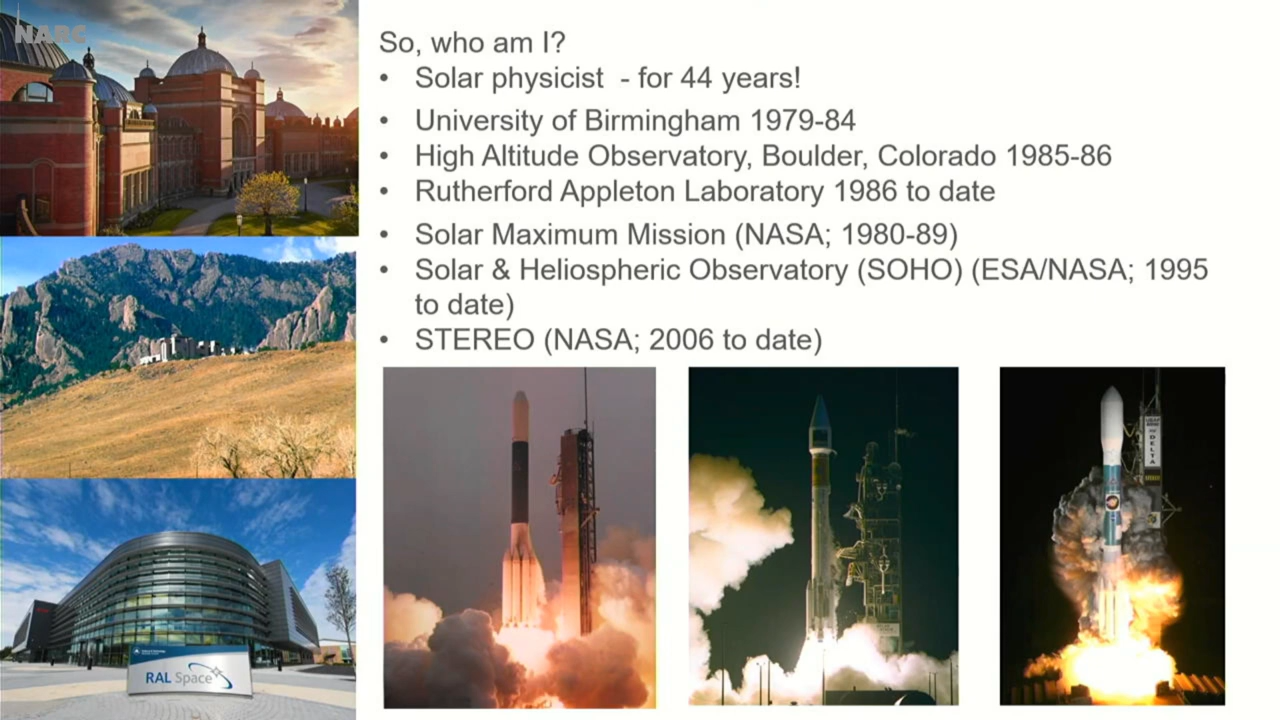 NARC
So, who am I?
• Solar physicist - for 44 years!
• University of Birmingham 1979-84
• High Altitude Observatory, Boulder, Colorado 1985-86
• Rutherford Appleton Laboratory 1986 to date
• Solar Maximum Mission (NASA; 1980-89)
• Solar & Heliospheric Observatory (SOHO) (ESA/NASA; 1995
to date)
• STEREO (NASA; 2006 to date)
DELTA
RAL Space